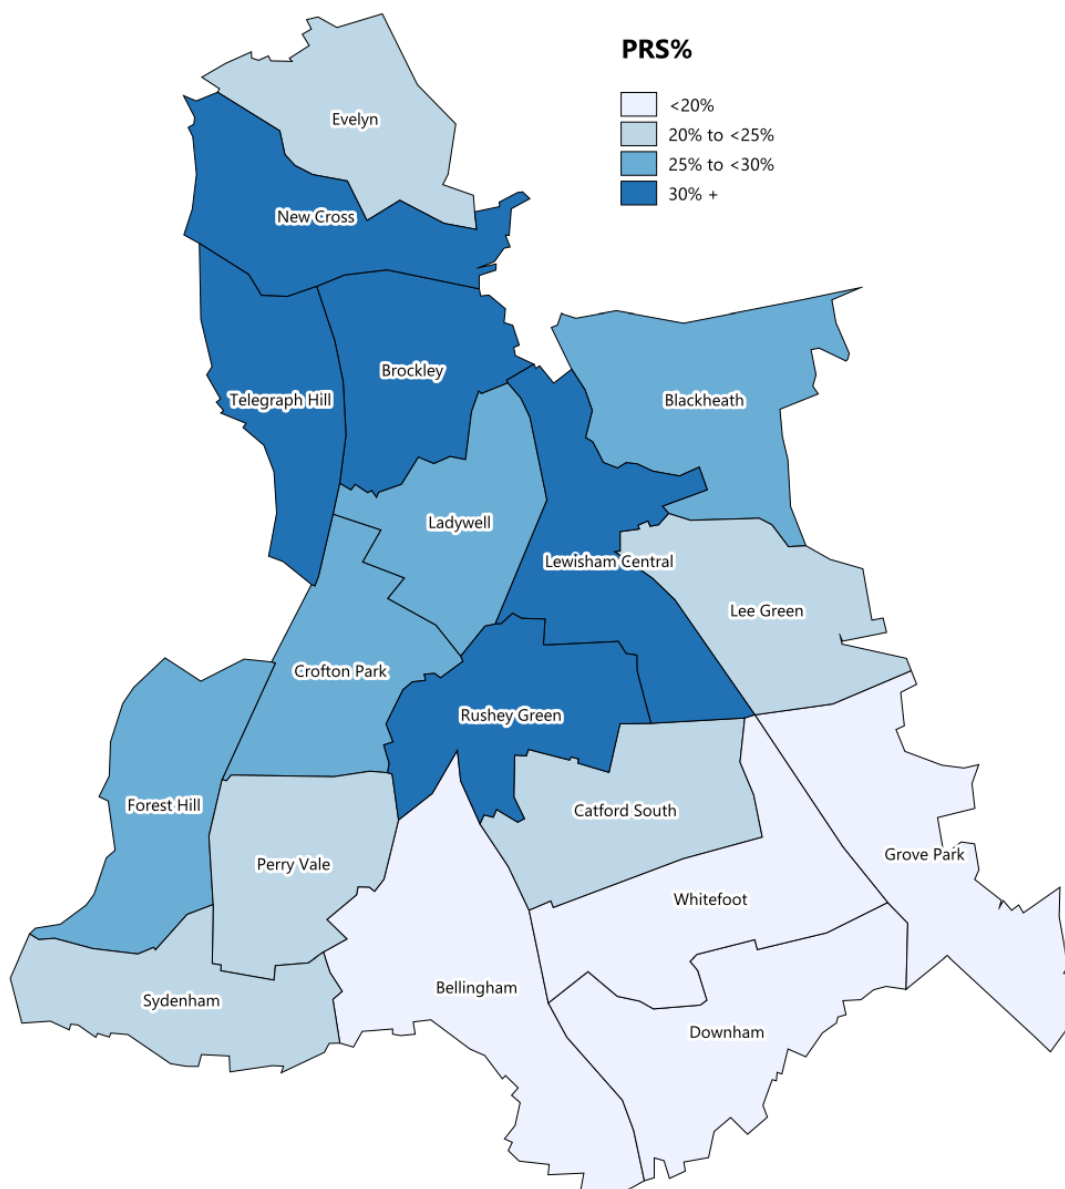 PRS%
<20%
20% to <25%
25% to <30%
30% +
Evelyn
New Cross
Brockley
Telegraph Hill
Blackheath
Ladywell
Lewisham Central
Lee Green
Crofton Park
Rushey Green
Forest Hill
Catford South
Perry Vale
Grove Park
Whitefoot
Bellingham
Sydenham
Downham